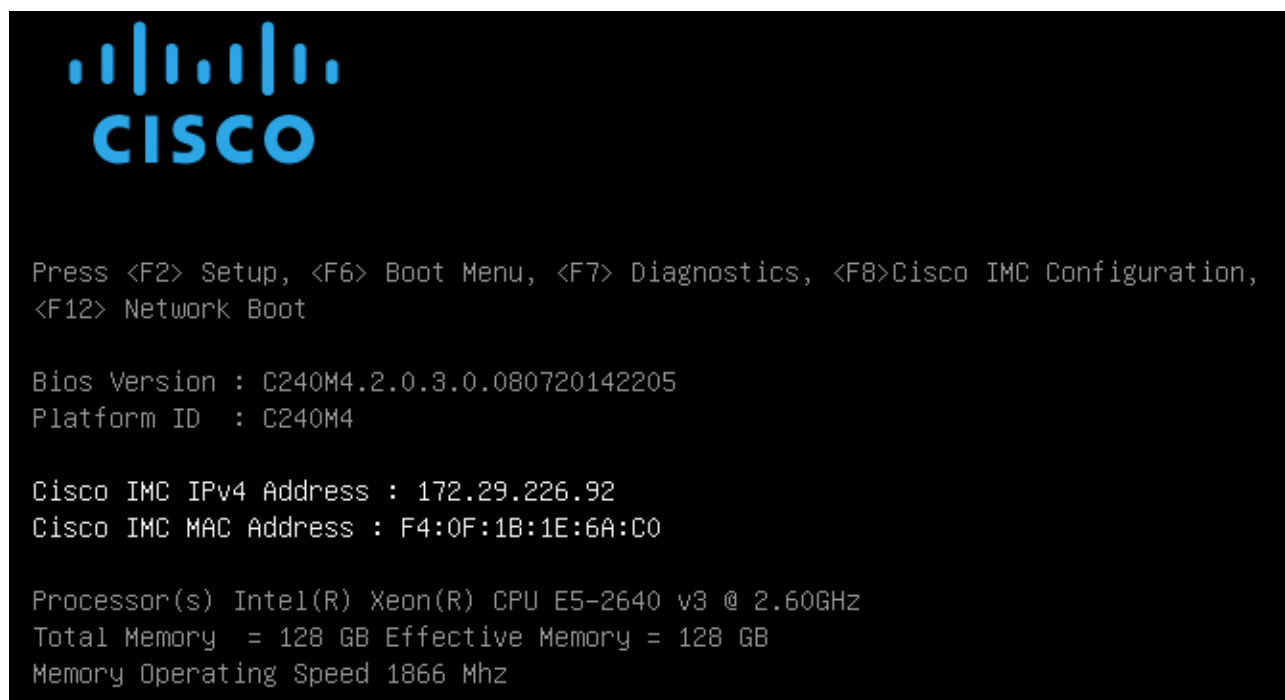 CISCO
Press <F2> Setup, <F6> Boot Menu, <F7> Diagnostics, <F8>Cisco IMC Configuration,
<F12> Network Boot
Bios Version : C240M4.2.0.3.0.080720142205
Platform ID  : C240M4
Cisco IMC IPv4 Address : 172.29.226.92
Cisco IMC MAC Address : F4:0F:1B:1E:6A:C0
Processor(s) Intel(R) Xeon(R) CPU E5-2640 v3 @ 2.60GHz
Total Memory  = 128 GB Effective Memory = 128 GB
Memory Operating Speed 1866 Mhz